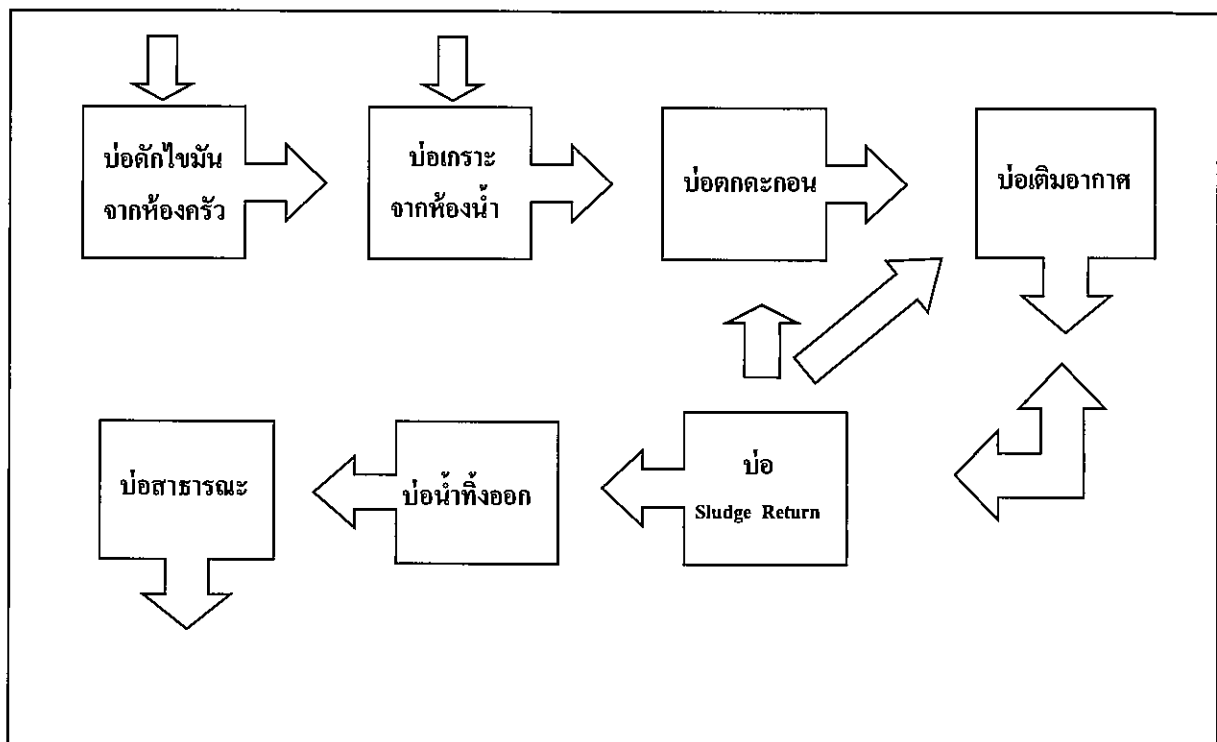 บ่อดักไขมัน
จากห้องครัว
บ่อเกราะ
จากห้องน้ำ
บ่อตกตะกอน
บ่อเติมอากาศ
บ่อสาธารณะ
บ่อน้ำทิ้งออก
บ่อ
Sludge Return